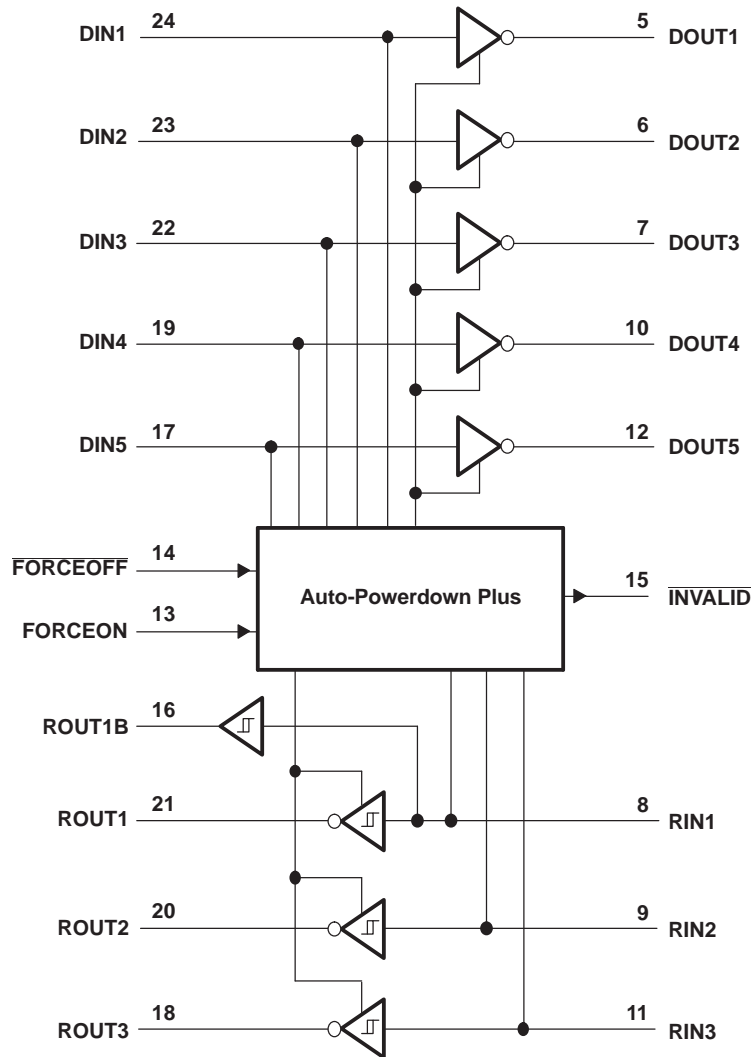 DIN1 24 5 DOUT1
DIN2 23 6 DOUT2
DIN3 22 7 DOUT3
DIN4 19 10 DOUT4
DIN5 17 12 DOUT5
FORCEOFF 14
Auto-Powerdown Plus 15 INVALID
FORCEON 13
ROUT1B 16
ROUT1 21 8 RIN1
ROUT2 20 9 RIN2
ROUT3 18 11 RIN3